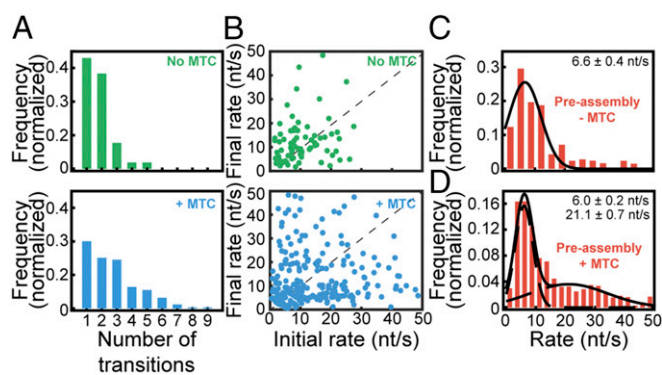 A
B
C
Frequency
(normalized)
0.4
0.2
0
No MTC
Final rate (nt/s)
50
40
30
20
10
0
No MTC
Frequency
(normalized)
0.3
0.2
0.1
0
6.6 ± 0.4 nt/s
Pre-assembly
- MTC
Frequency
(normalized)
0.4
0.2
0
+ MTC
1 2 3 4 5 6 7 8 9
Number of
transitions
Final rate (nt/s)
50
40
30
20
10
0
+ MTC
0 10 20 30 40 50
Initial rate (nt/s)
D
Frequency
(normalized)
0.16
0.12
0.08
0.04
0
6.0 ± 0.2 nt/s
21.1 ± 0.7 nt/s
Pre-assembly
+ MTC
0 10 20 30 40 50
Rate (nt/s)